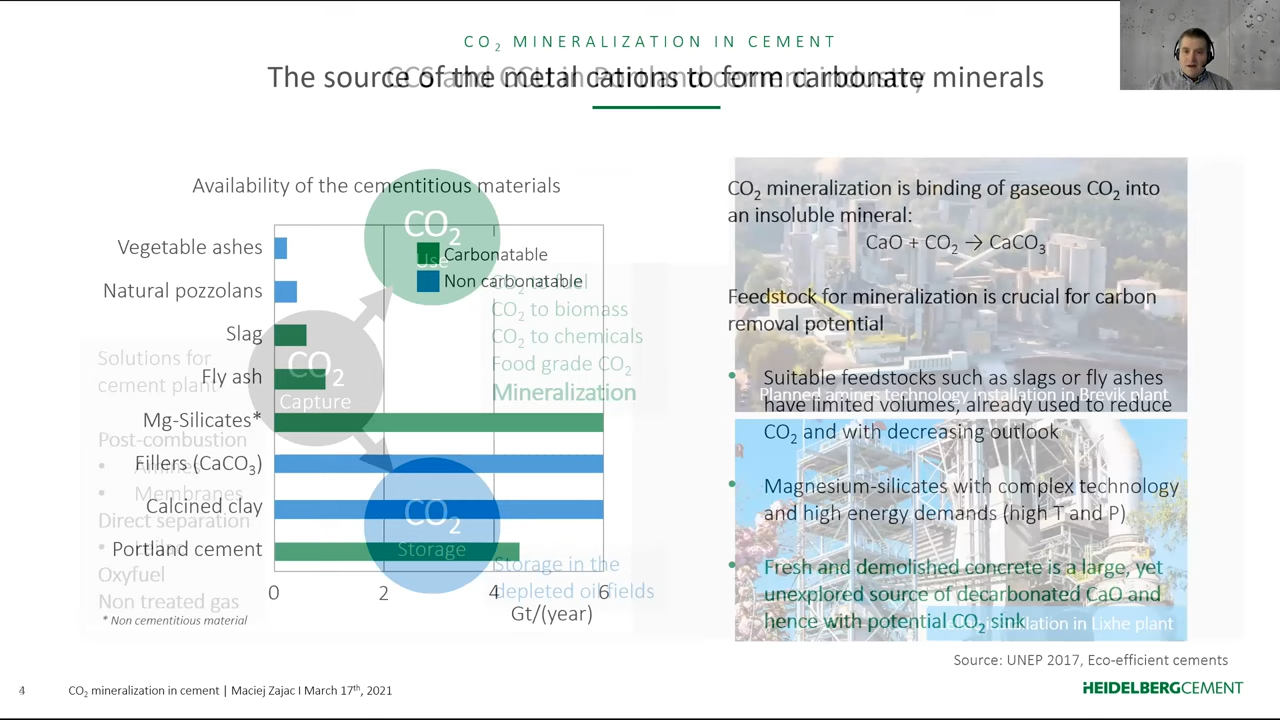 CO₂ MINERALIZATION IN CEMENT
The source of the metal cations to form carbonate minerals
Availability of the cementitious materials
Vegetable ashes
Natural pozzolans
Slag
Fly ash
Mg-Silicates*
Fillers (CaCO₃)
Calcined clay
Portland cement
0 2 4 6
Gt/(year)
* Non cementitious material
Carbonatable
Non carbonatable
CO₂
Use
CO₂
Capture
CO₂
Storage
CO₂ to fuel
CO₂ to biomass
CO₂ to chemicals
Food grade CO₂
Mineralization
Storage in the
depleted oil fields
Solutions for
cement plant
Post-combustion
• Membranes
Direct separation
Oxyfuel
Non treated gas
CO₂ mineralization is binding of gaseous CO₂ into
an insoluble mineral:
CaO + CO₂ → CaCO₃
Feedstock for mineralization is crucial for carbon
removal potential
• Suitable feedstocks such as slags or fly ashes
have limited volumes, already used to reduce
CO₂ and with decreasing outlook
• Magnesium-silicates with complex technology
and high energy demands (high T and P)
• Fresh and demolished concrete is a large, yet
unexplored source of decarbonated CaO and
hence with potential CO₂ sink
Planned amines technology installation in Brevik plant
installation in Lixhe plant
Source: UNEP 2017, Eco-efficient cements
4 CO₂ mineralization in cement | Maciej Zajac I March 17th, 2021
HEIDELBERGCEMENT